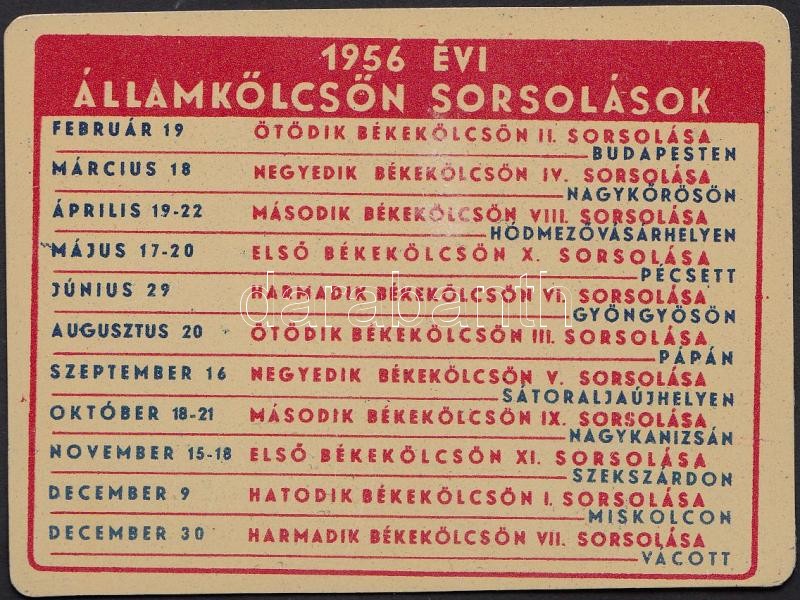 1956 ÉVI
ÁLLAMKÖLCSÖN SORSOLÁSOK
FEBRUÁR 19 ÖTÖDIK BÉKEKÖLCSÖN II. SORSOLÁSA
BUDAPESTEN
MÁRCIUS 18 NEGYEDIK BÉKEKÖLCSÖN IV. SORSOLÁSA
NAGYKŐRÖSÖN
ÁPRILIS 19-22 MÁSODIK BÉKEKÖLCSÖN VIII. SORSOLÁSA
HÓDMEZŐVÁSÁRHELYEN
MÁJUS 17-20 ELSŐ BÉKEKÖLCSÖN X. SORSOLÁSA
PÉCSETT
JÚNIUS 29 HARMADIK BÉKEKÖLCSÖN VI. SORSOLÁSA
darabanth
GYÖNGYÖSÖN
AUGUSZTUS 20 ÖTÖDIK BÉKEKÖLCSÖN III. SORSOLÁSA
PÁPÁN
SZEPTEMBER 16 NEGYEDIK BÉKEKÖLCSÖN V. SORSOLÁSA
SÁTORALJAÚJHELYEN
OKTÓBER 18-21 MÁSODIK BÉKEKÖLCSÖN IX. SORSOLÁSA
NAGYKANIZSÁN
NOVEMBER 15-18 ELSŐ BÉKEKÖLCSÖN XI. SORSOLÁSA
SZEKSZÁRDON
DECEMBER 9 HATODIK BÉKEKÖLCSÖN I. SORSOLÁSA
MISKOLCON
DECEMBER 30 HARMADIK BÉKEKÖLCSÖN VII. SORSOLÁSA
VÁCOTT